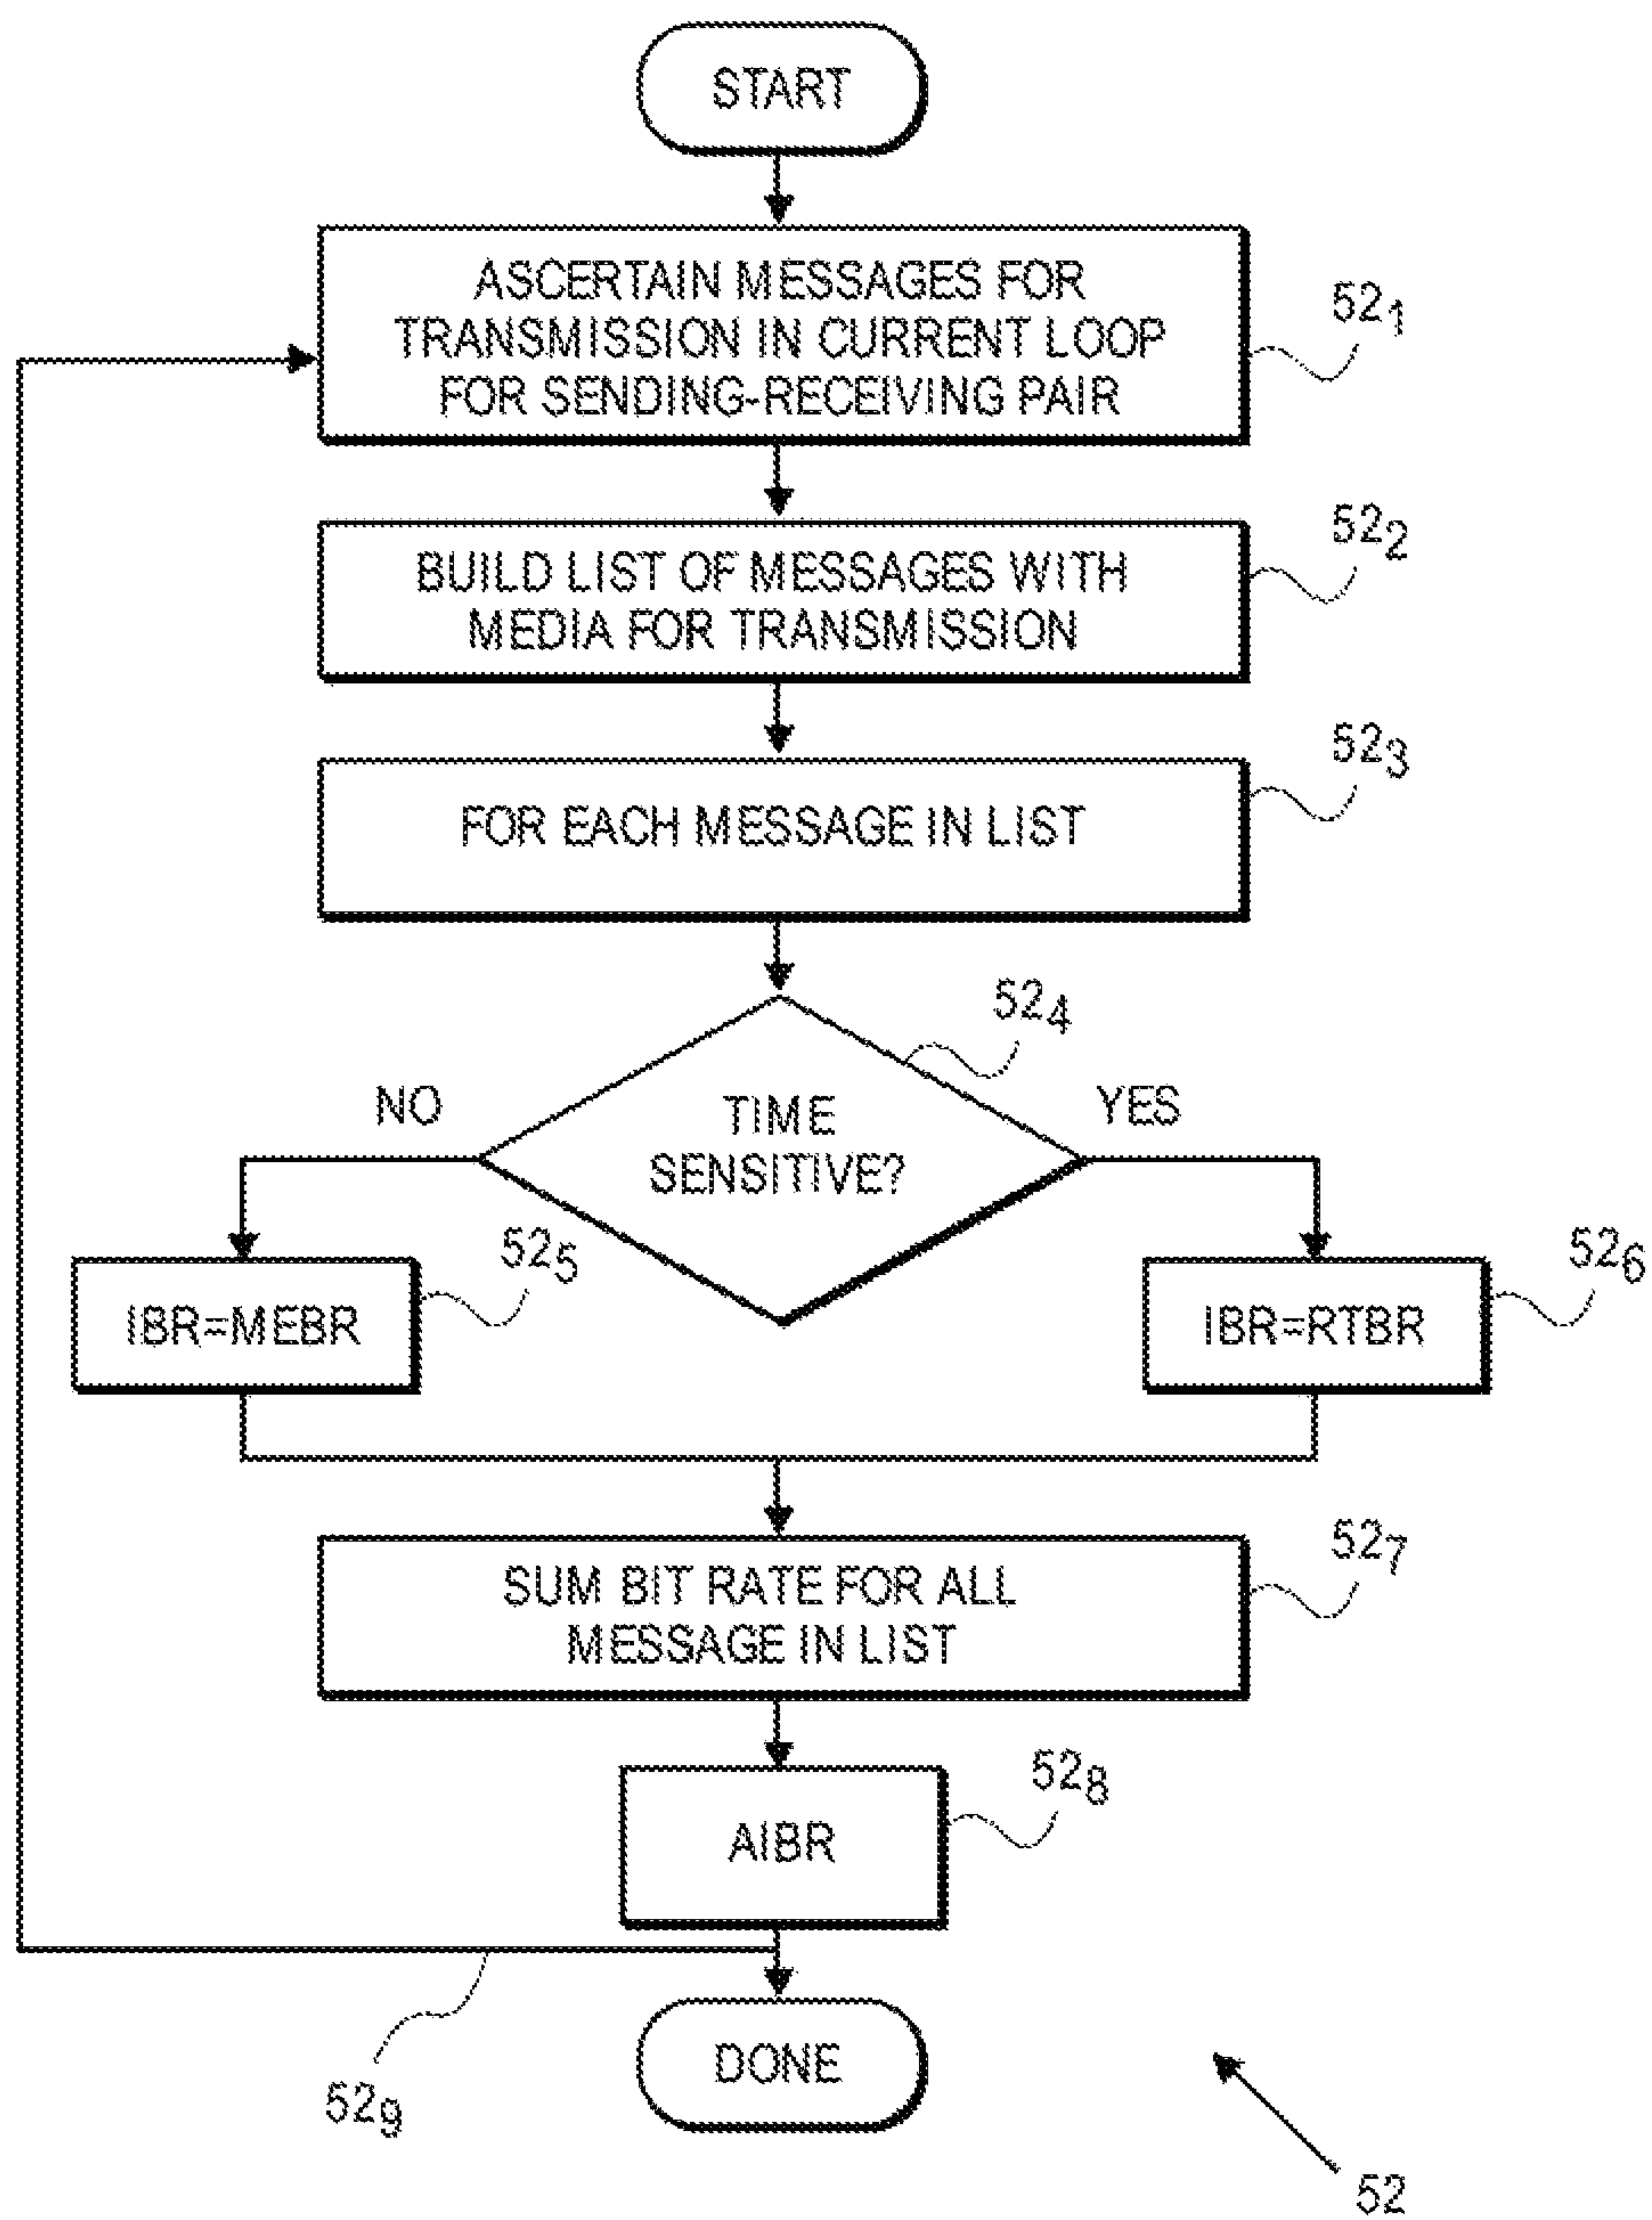 START
ASCERTAIN MESSAGES FOR
TRANSMISSION IN CURRENT LOOP
FOR SENDING-RECEIVING PAIR
52₁
BUILD LIST OF MESSAGES WITH
MEDIA FOR TRANSMISSION
52₂
FOR EACH MESSAGE IN LIST
52₃
TIME
SENSITIVE?
52₄
NO
YES
IBR=MEBR
52₅
IBR=RTBR
52₆
SUM BIT RATE FOR ALL
MESSAGE IN LIST
52₇
AIBR
52₈
52₉
DONE
52